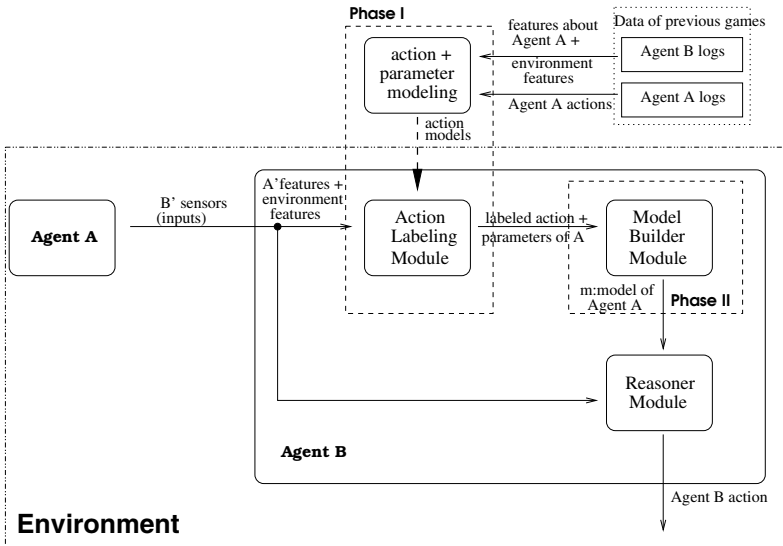 Phase I
features about
Agent A +
environment
features
Data of previous games
Agent B logs
action +
parameter
modeling
Agent A actions
Agent A logs
action
models
B' sensors
(inputs)
A'features +
environment
features
Agent A
Action
Labeling
Module
labeled action +
parameters of A
Model
Builder
Module
m:model of
Agent A
Phase II
Reasoner
Module
Agent B
Agent B action
Environment